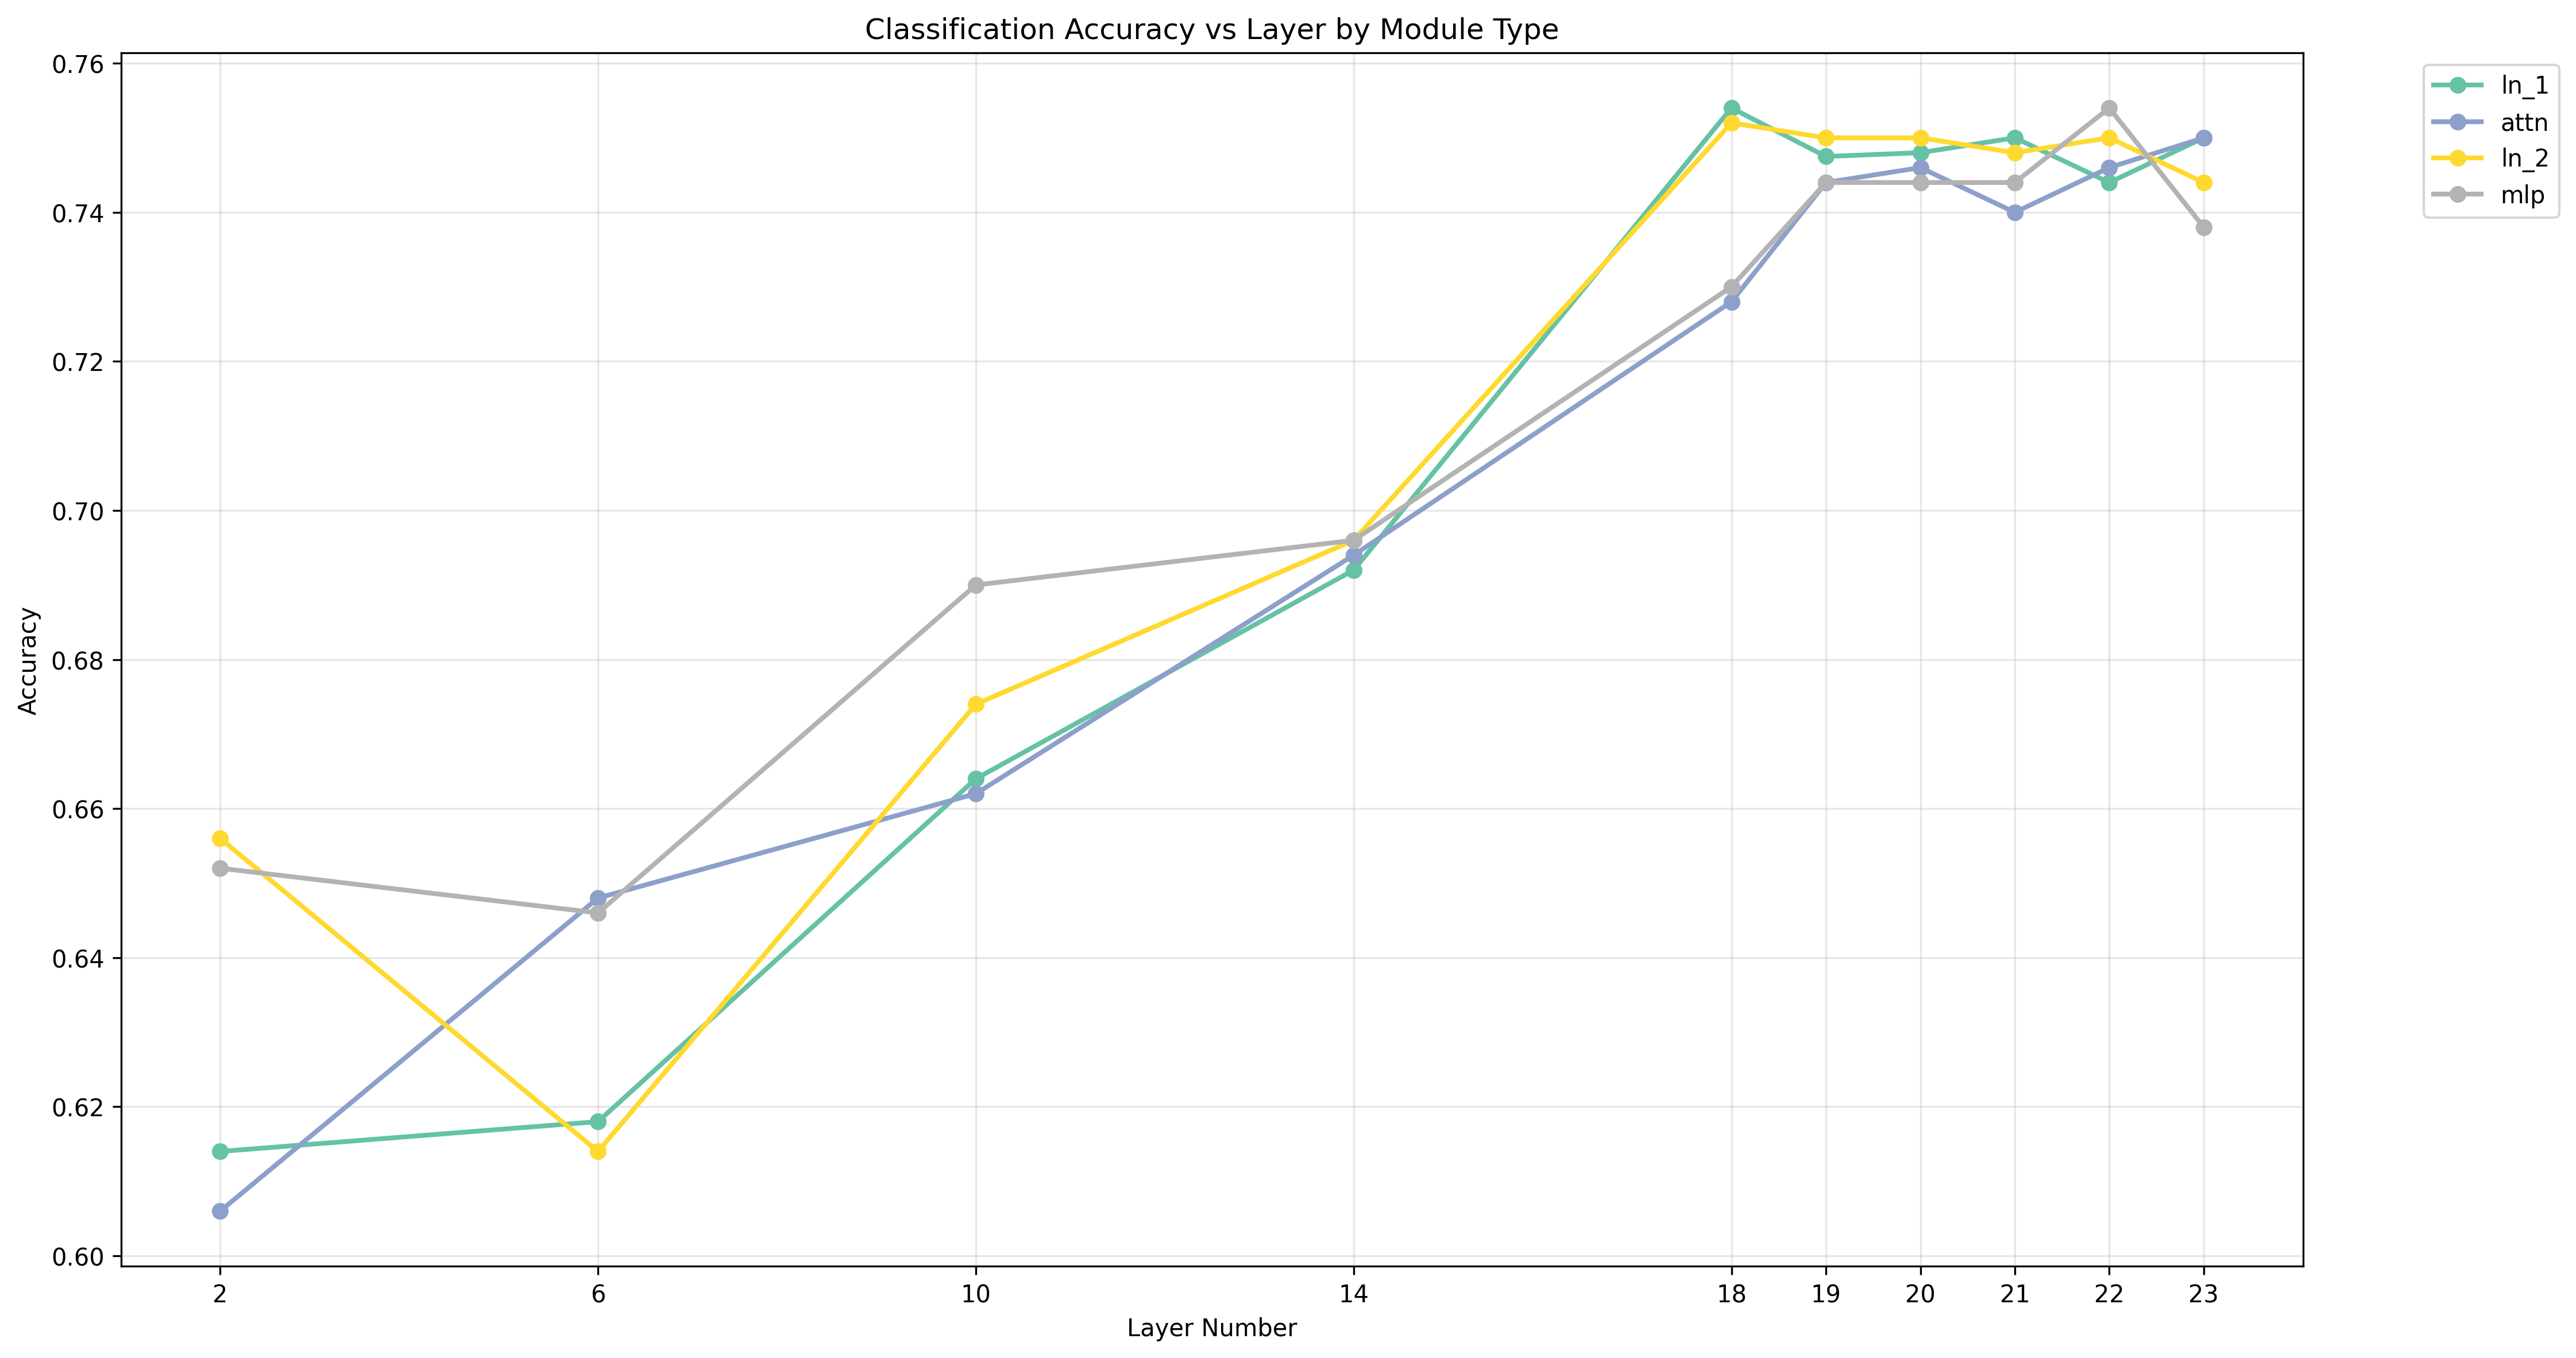 Classification Accuracy vs Layer by Module Type
0.76
0.74
0.72
0.70
0.68
0.66
0.64
0.62
0.60
Accuracy
2 6 10 14 18 19 20 21 22 23
Layer Number
ln_1
attn
ln_2
mlp